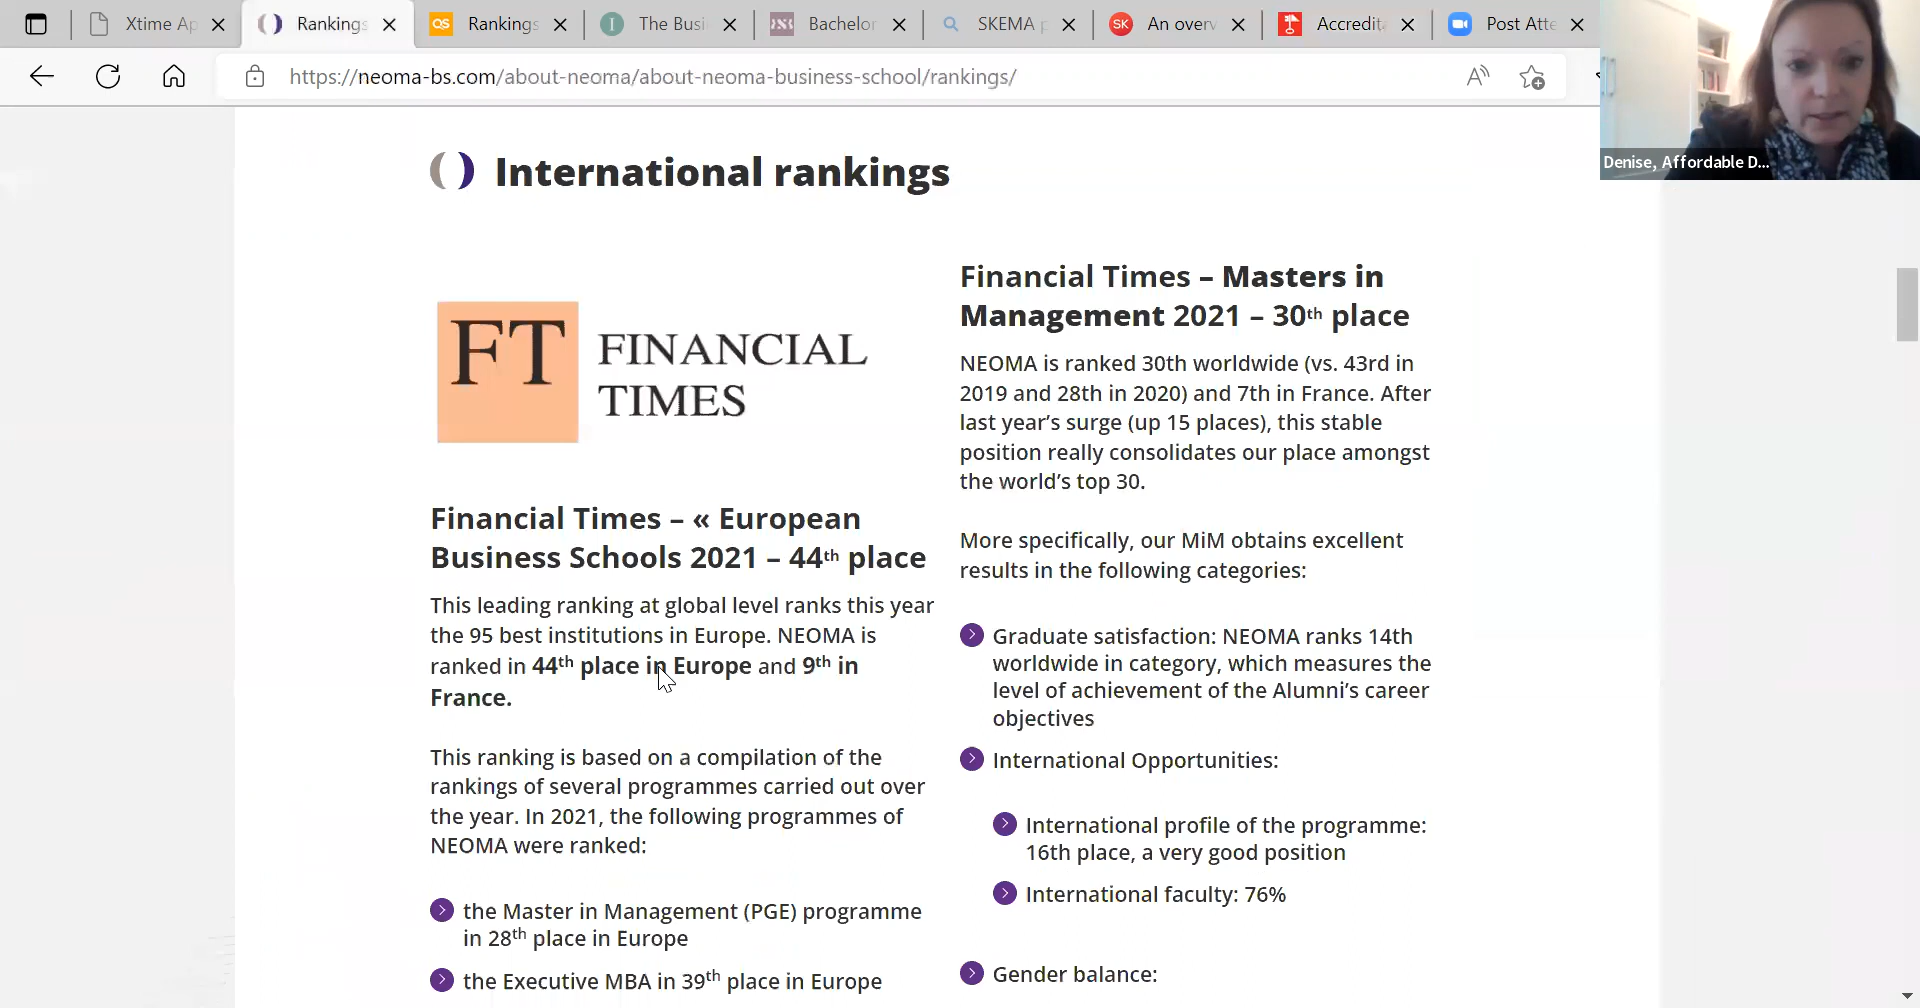 Xtime Ap
Rankings
Rankings
The Busi
Bachelor
SKEMA p
An overv
Accredita
Post Atte
https://neoma-bs.com/about-neoma/about-neoma-business-school/rankings/
Denise, Affordable D...
International rankings
FT FINANCIAL
TIMES
Financial Times – « European
Business Schools 2021 – 44th place
This leading ranking at global level ranks this year
the 95 best institutions in Europe. NEOMA is
ranked in 44th place in Europe and 9th in
France.
This ranking is based on a compilation of the
rankings of several programmes carried out over
the year. In 2021, the following programmes of
NEOMA were ranked:
the Master in Management (PGE) programme
in 28th place in Europe
the Executive MBA in 39th place in Europe
Financial Times – Masters in
Management 2021 – 30th place
NEOMA is ranked 30th worldwide (vs. 43rd in
2019 and 28th in 2020) and 7th in France. After
last year’s surge (up 15 places), this stable
position really consolidates our place amongst
the world’s top 30.
More specifically, our MiM obtains excellent
results in the following categories:
Graduate satisfaction: NEOMA ranks 14th
worldwide in category, which measures the
level of achievement of the Alumni’s career
objectives
International Opportunities:
International profile of the programme:
16th place, a very good position
International faculty: 76%
Gender balance: